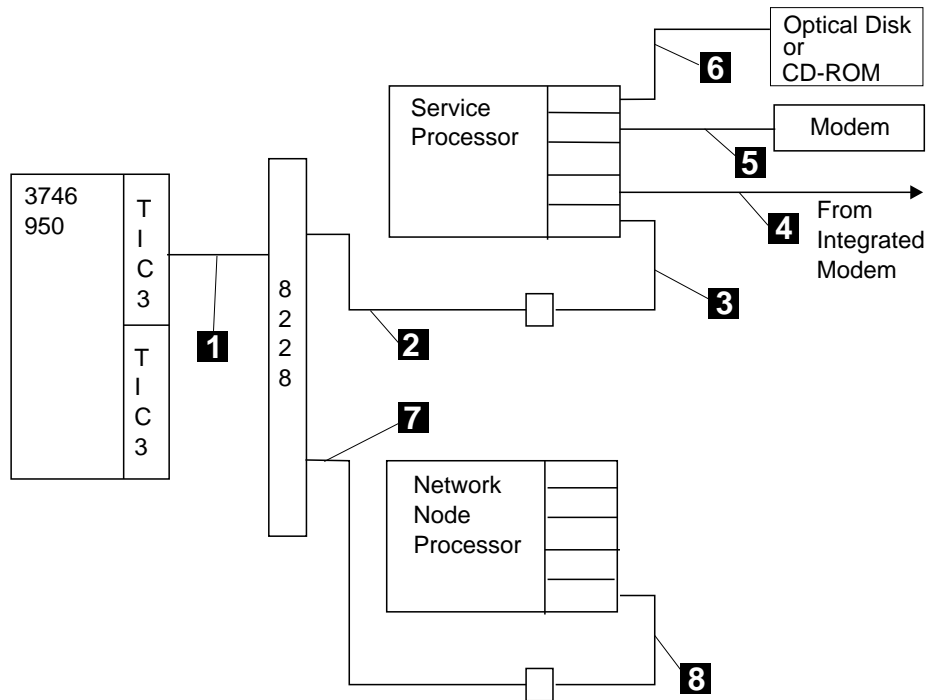 Optical Disk
or
CD-ROM
6
Service
Processor
Modem
5
3746
950
T
I
C
3
4
From
Integrated
Modem
3
8
2
2
8
1
2
T
I
C
3
7
Network
Node
Processor
8